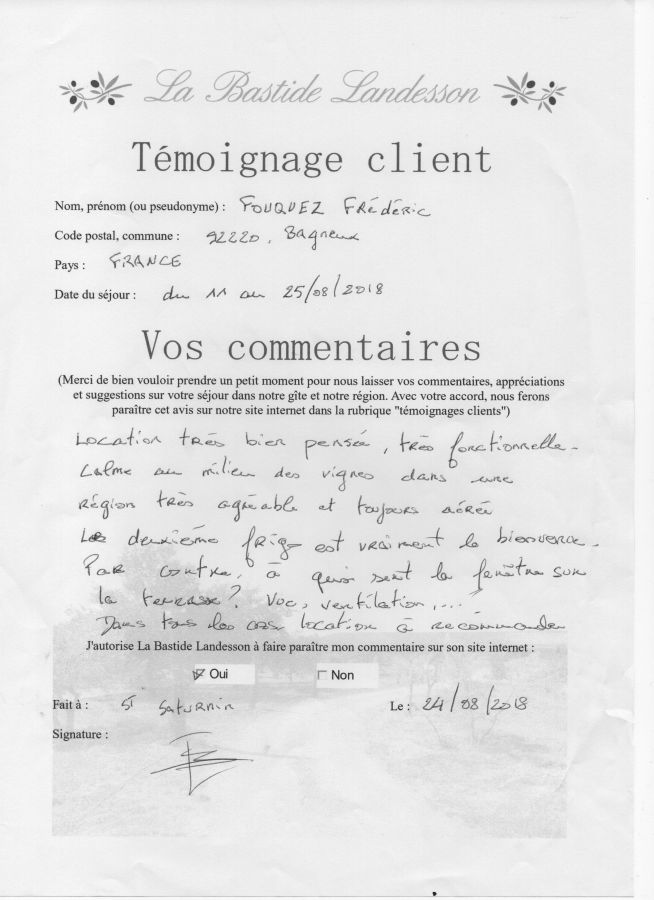 La Bastide Landesson
Témoignage client
Nom, prénom (ou pseudonyme) : FOUQUEZ Frédéric
Code postal, commune : 92220, Bagneux
Pays : FRANCE
Date du séjour : du 11 au 25/08/2018
Vos commentaires
(Merci de bien vouloir prendre un petit moment pour nous laisser vos commentaires, appréciations
et suggestions sur votre séjour dans notre gîte et notre région. Avec votre accord, nous ferons
paraître cet avis sur notre site internet dans la rubrique "témoignages clients")
Location très bien pensée, très fonctionnelle.
Calme au milieu des vignes dans une
région très agréable et toujours aérée
Le deuxième frigo est vraiment le bienvenue.
Par contre, à quoi sert la fenêtre sur
la terrasse ? Voc, ventilation, ... ?
Dans tous les cas, location à recommander
J'autorise La Bastide Landesson à faire paraître mon commentaire sur son site internet :
Oui Non
Fait à : St Saturnin Le : 24/08/2018
Signature :